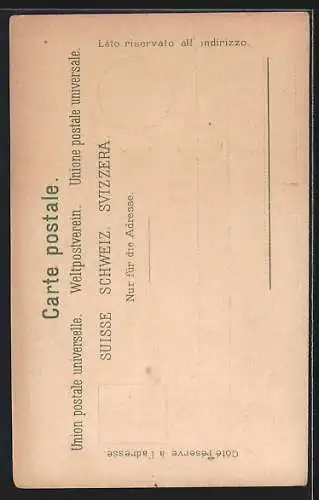 Carte postale.
Union postale universelle. Weltpostverein. Unione postale universale.
SUISSE SCHWEIZ. SVIZZERA.
Nur für die Adresse.
Côté réservé à l'adresse
Lato riservato all' indirizzo.